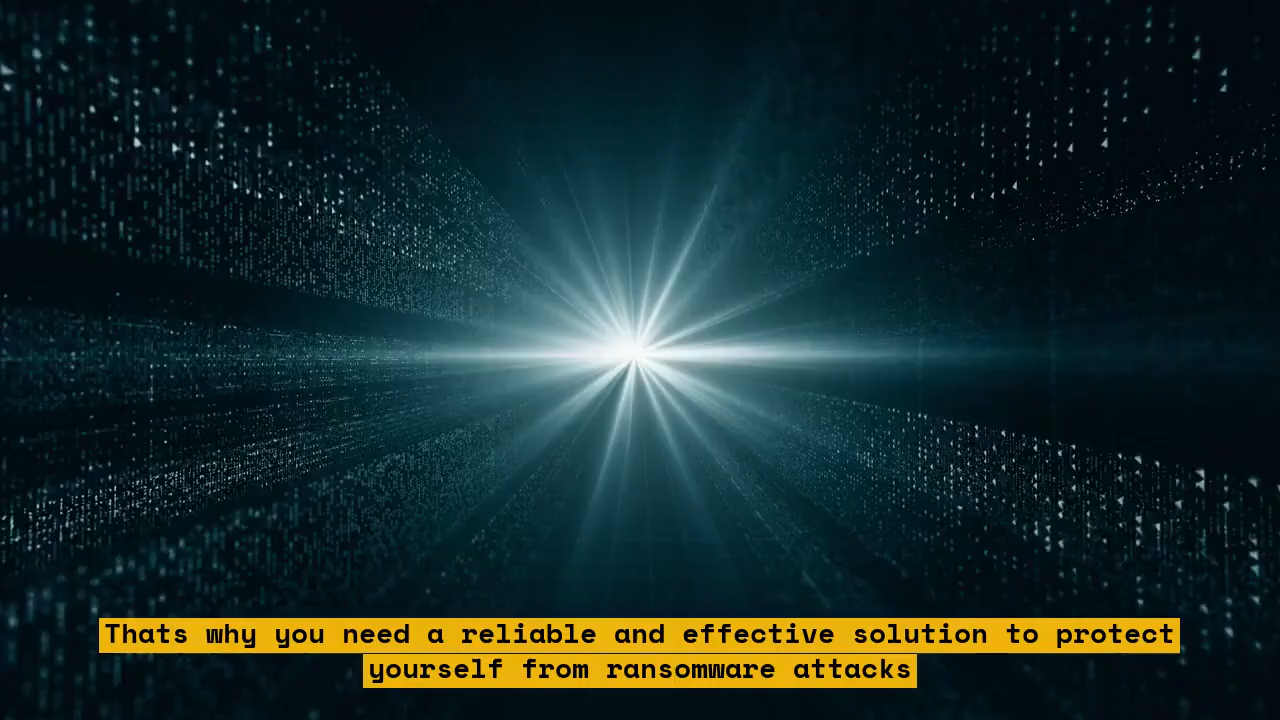 Thats why you need a reliable and effective solution to protect
yourself from ransomware attacks